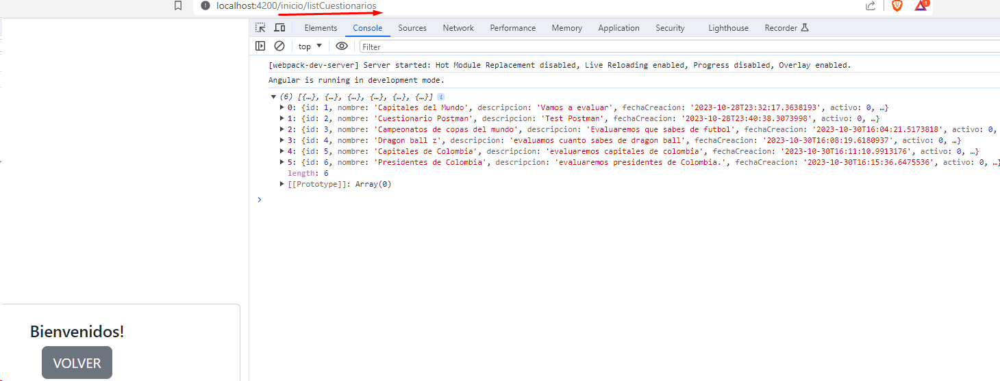 localhost:4200/inicio/listCuestionarios
1
Elements Console Sources Network Performance Memory Application Security Lighthouse Recorder
top ▼ Filter
[webpack-dev-server] Server started: Hot Module Replacement disabled, Live Reloading enabled, Progress disabled, Overlay enabled.
Angular is running in development mode.
▼ (6) [{…}, {…}, {…}, {…}, {…}, {…}] i
▶ 0: {id: 1, nombre: 'Capitales del Mundo', descripcion: 'Vamos a evaluar', fechaCreacion: '2023-10-28T23:32:17.3638193', activo: 0, …}
▶ 1: {id: 2, nombre: 'Cuestionario Postman', descripcion: 'Test Postman', fechaCreacion: '2023-10-28T23:40:38.3073998', activo: 0, …}
▶ 2: {id: 3, nombre: 'Campeonatos de copas del mundo', descripcion: 'Evaluaremos que sabes de futbol', fechaCreacion: '2023-10-30T16:04:21.5173818', activo: 0,
▶ 3: {id: 4, nombre: 'Dragon ball z', descripcion: 'evaluamos cuanto sabes de dragon ball', fechaCreacion: '2023-10-30T16:08:19.6180937', activo: 0, …}
▶ 4: {id: 5, nombre: 'Capitales de Colombia', descripcion: 'evaluaremos capitales de colombia', fechaCreacion: '2023-10-30T16:11:10.9913176', activo: 0, …}
▶ 5: {id: 6, nombre: 'Presidentes de Colombia', descripcion: 'evaluaremos presidentes de Colombia.', fechaCreacion: '2023-10-30T16:15:36.6475536', activo: 0, …}
length: 6
▶ [[Prototype]]: Array(0)
Bienvenidos!
VOLVER